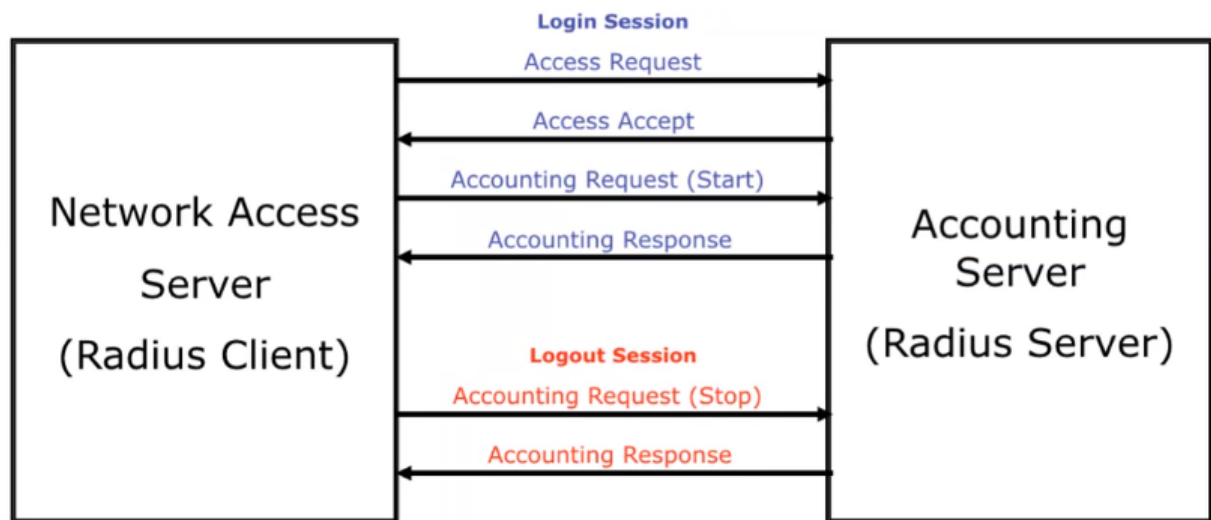 Login Session
Access Request
Access Accept
Accounting Request (Start)
Accounting Response
Network Access
Server
(Radius Client)
Accounting
Server
(Radius Server)
Logout Session
Accounting Request (Stop)
Accounting Response